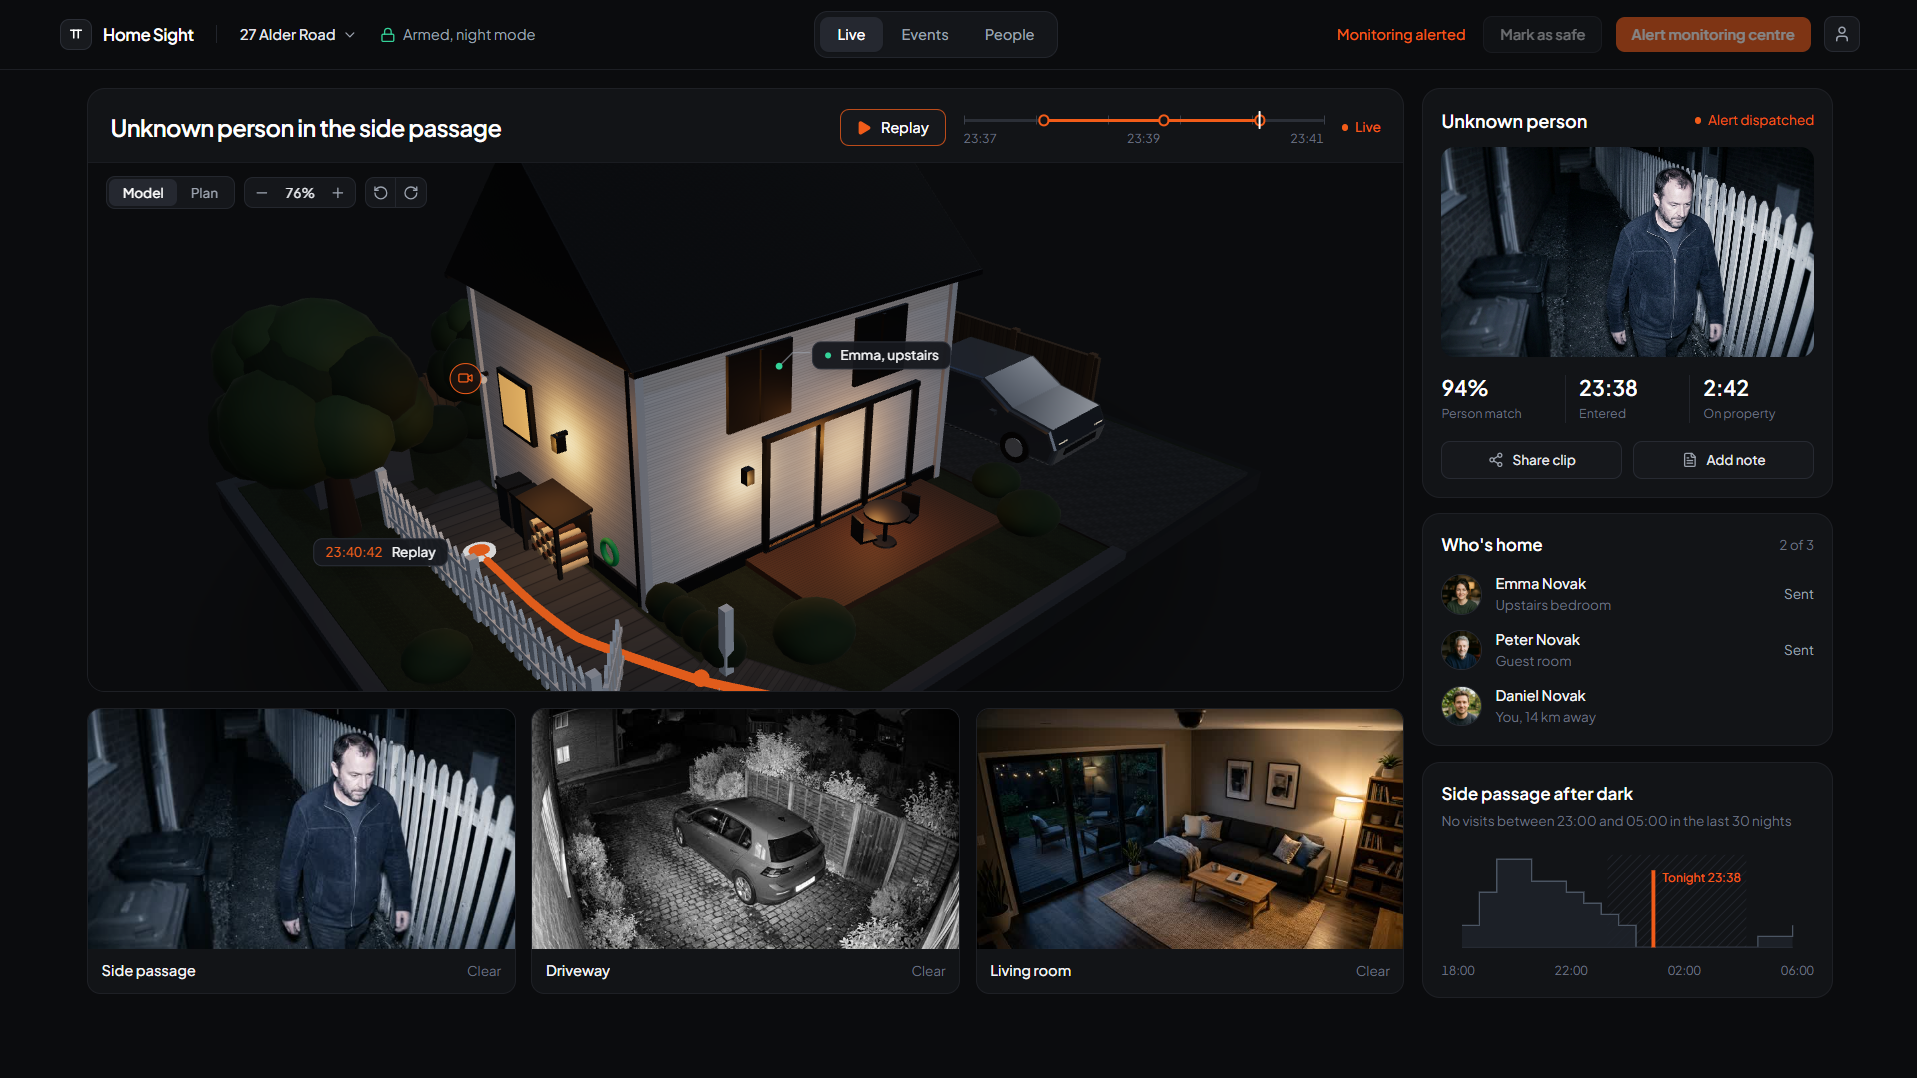 Home Sight
27 Alder Road
Armed, night mode
Live
Events
People
Monitoring alerted
Mark as safe
Alert monitoring centre
Unknown person in the side passage
Replay
23:37
23:39
23:41
Live
Model
Plan
76%
Emma, upstairs
23:40:42 Replay
Side passage
Clear
Driveway
Clear
Living room
Clear
Unknown person
Alert dispatched
94%
Person match
23:38
Entered
2:42
On property
Share clip
Add note
Who's home
2 of 3
Emma Novak
Upstairs bedroom
Sent
Peter Novak
Guest room
Sent
Daniel Novak
You, 14 km away
Side passage after dark
No visits between 23:00 and 05:00 in the last 30 nights
Tonight 23:38
18:00
22:00
02:00
06:00